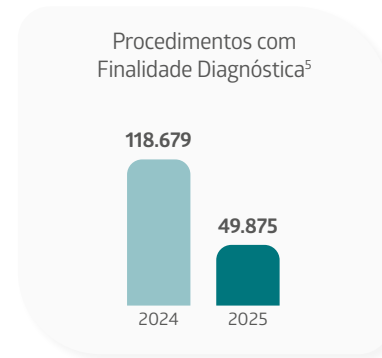 Procedimentos com
Finalidade Diagnóstica⁵
118.679
49.875
2024
2025